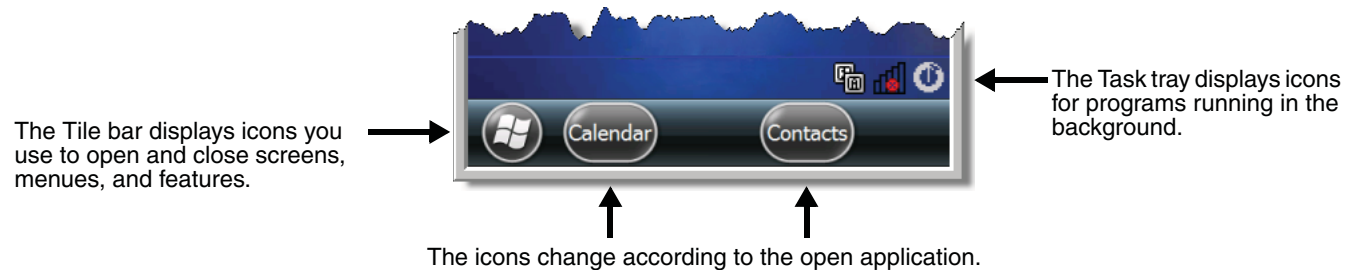 The Task tray displays icons
for programs running in the
background.
The Tile bar displays icons you
use to open and close screens,
menues, and features.
Calendar
Contacts
The icons change according to the open application.